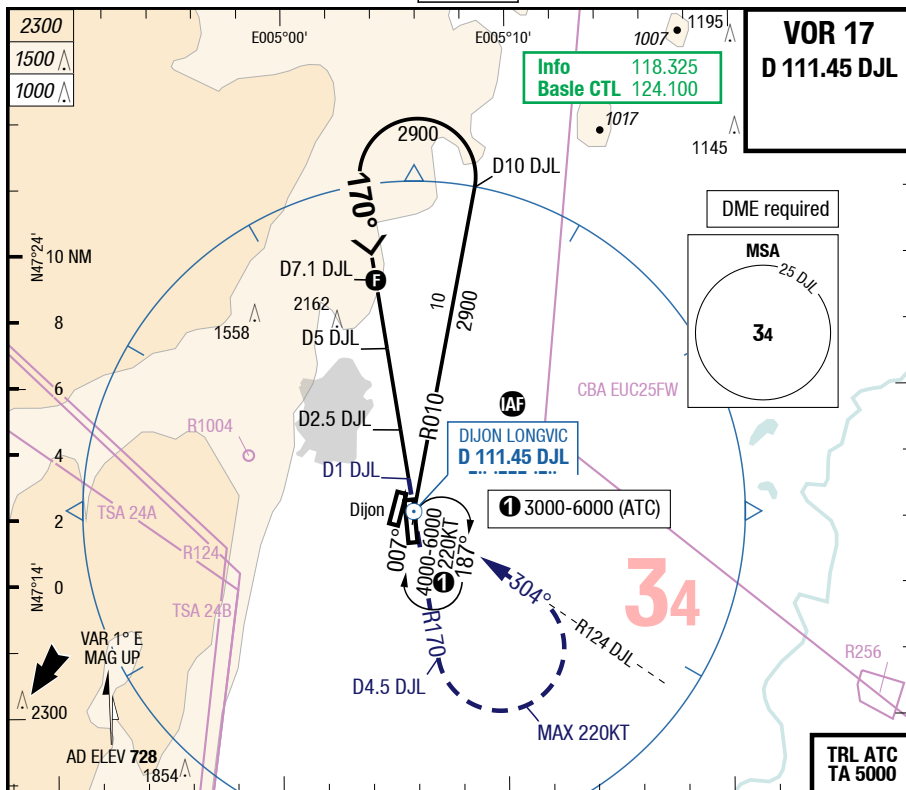 2300
1500
1000
E005°00'
E005°10'
1007
1195
1017
1145
Info 118.325
Basle CTL 124.100
VOR 17
D 111.45 DJL
DME required
MSA
25 DJL
34
2900
D10 DJL
170°
N47°24'
10 NM
8
6
4
2
0
N47°14'
D7.1 DJL
F
2162
1558
D5 DJL
10
2900
R010
CBA EUC25FW
R1004
D2.5 DJL
IAF
DIJON LONGVIC
D 111.45 DJL
D1 DJL
Dijon
1 3000-6000 (ATC)
TSA 24A
R124
TSA 24B
007°
4000-6000
220KT
187°
1
34
304°
R124 DJL
R170
VAR 1° E
MAG UP
D4.5 DJL
R256
2300
MAX 220KT
AD ELEV 728
1854
TRL ATC
TA 5000